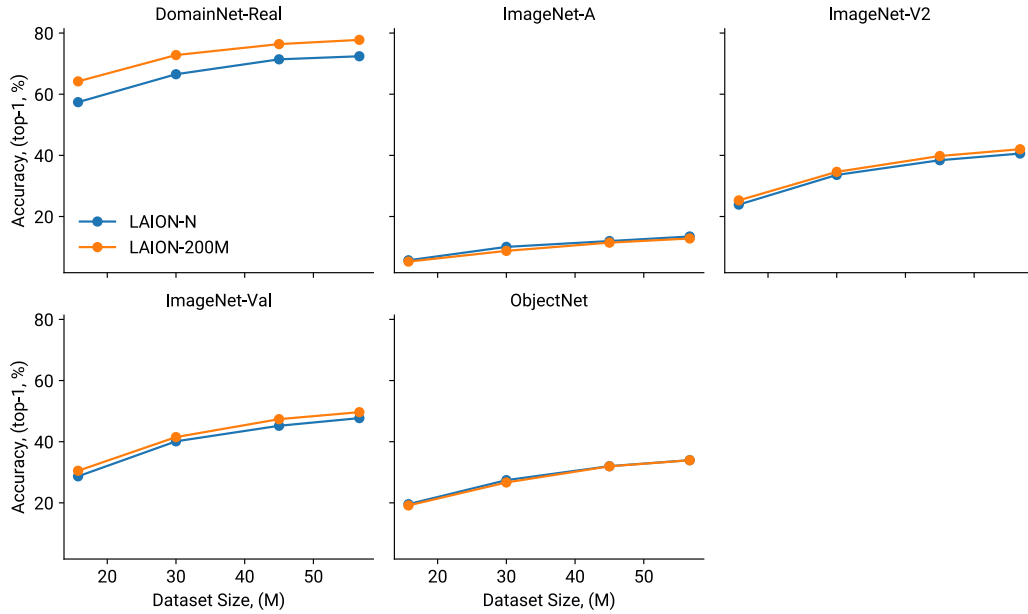 DomainNet-Real
ImageNet-A
ImageNet-V2
80
60
40
20
Accuracy, (top-1, %)
LAION-N
LAION-200M
ImageNet-Val
ObjectNet
80
60
40
20
Accuracy, (top-1, %)
20 30 40 50
20 30 40 50
Dataset Size, (M)
Dataset Size, (M)